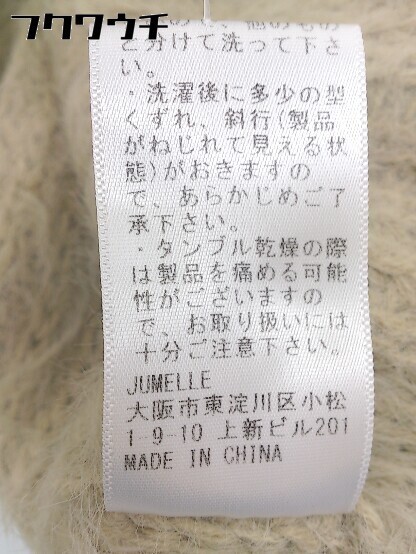 フクワウチ
と分けて洗って下さ
い。
・洗濯後に多少の型
くずれ、斜行(製品
がねじれて見える状
態)がおきますの
で、あらかじめご了
承下さい。
・タンブル乾燥の際
は製品を痛める可能
性がございますの
で、お取り扱いには
十分ご注意下さい。
JUMELLE
大阪市東淀川区小松
1-9-10 上新ビル201
MADE IN CHINA